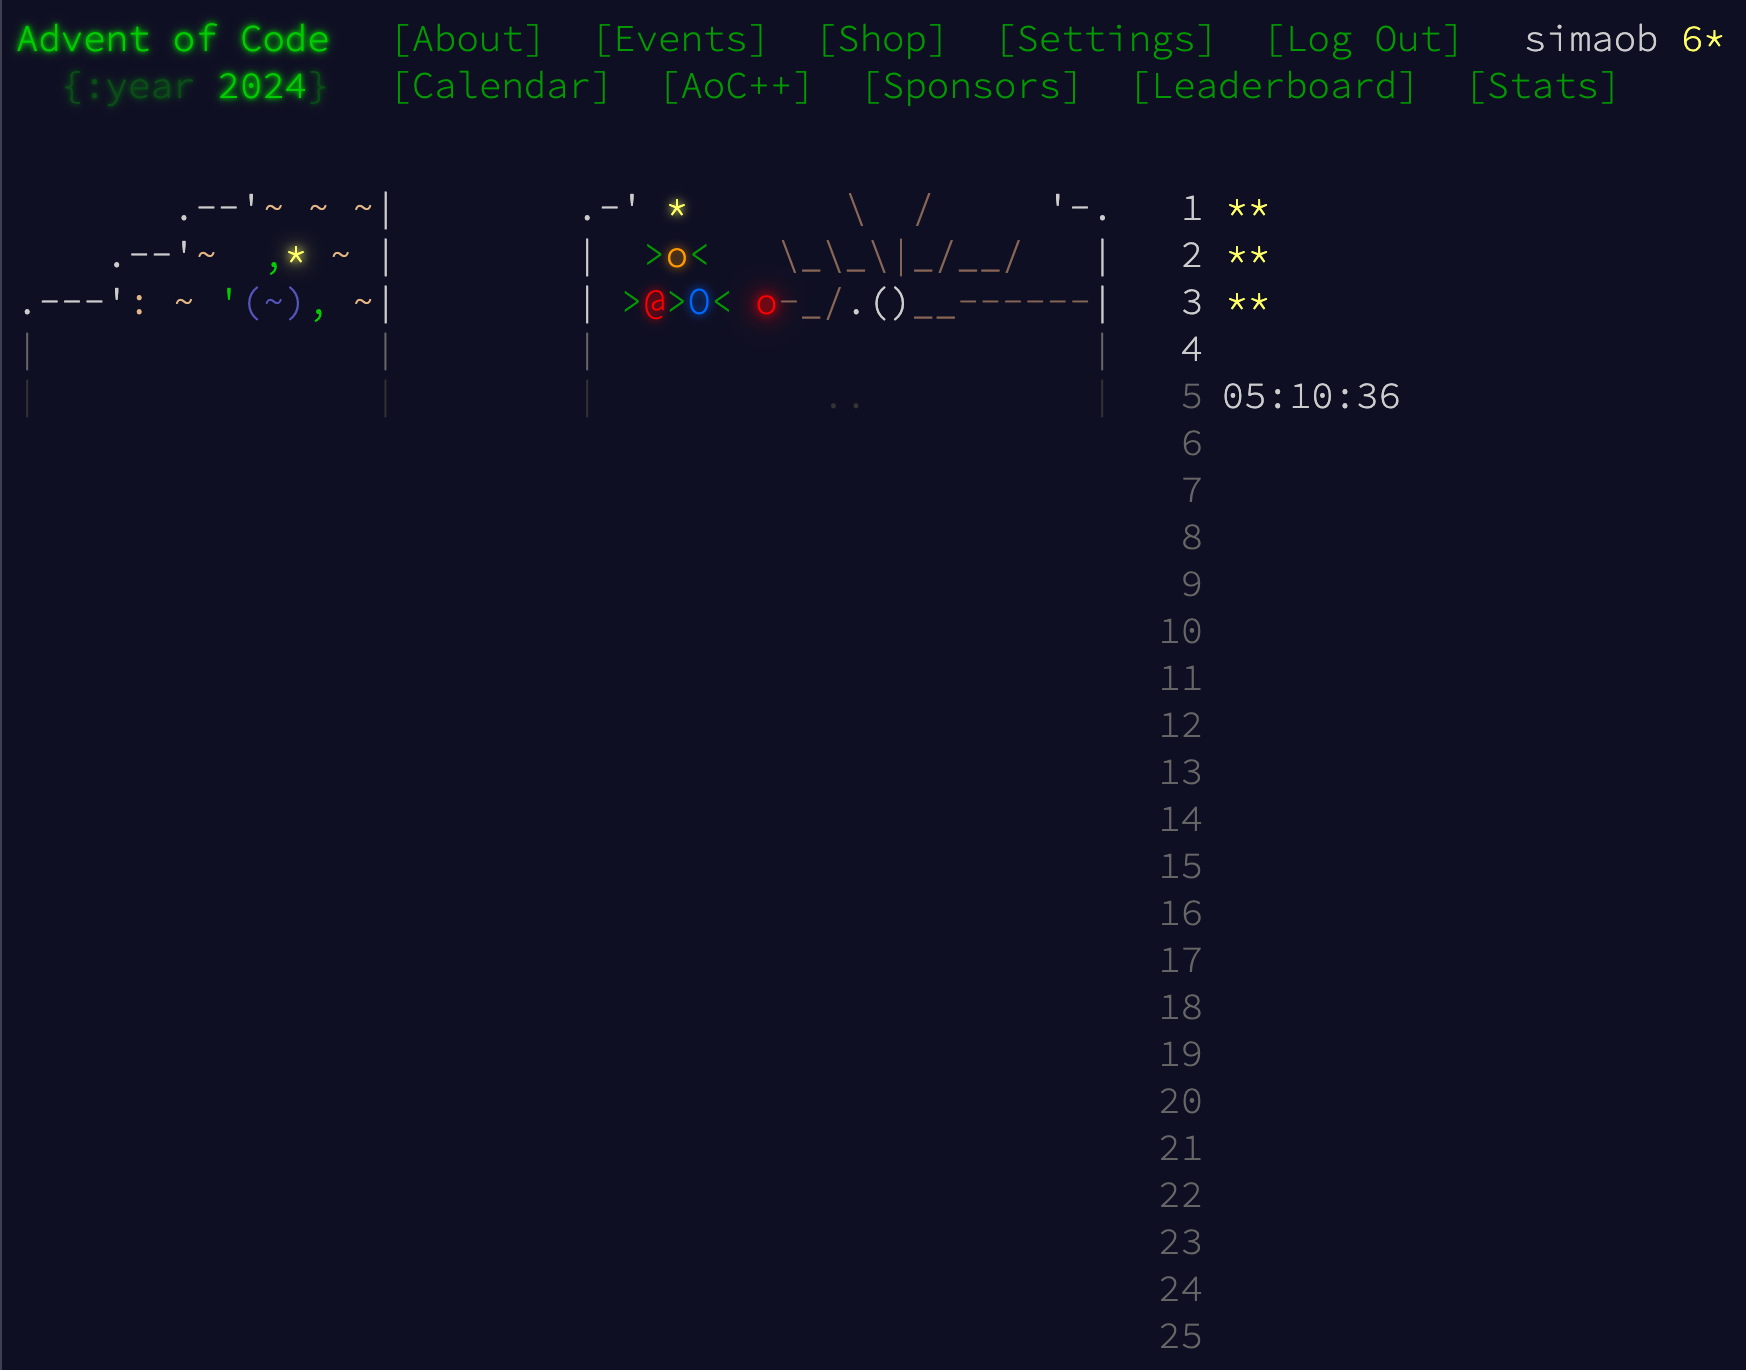 Advent of Code [About] [Events] [Shop] [Settings] [Log Out] simaob 6*
{:year 2024} [Calendar] [AoC++] [Sponsors] [Leaderboard] [Stats]
.--'~ ~ ~| .-' * \ / '-. 1 **
.--'~ ,* ~ | | >o< \_\_\|_/__/ | 2 **
.---': ~ '(~), ~| | >@>O< o-_/.()__------| 3 **
| | | | 4
| | | .. | 5 05:10:36
6
7
8
9
10
11
12
13
14
15
16
17
18
19
20
21
22
23
24
25